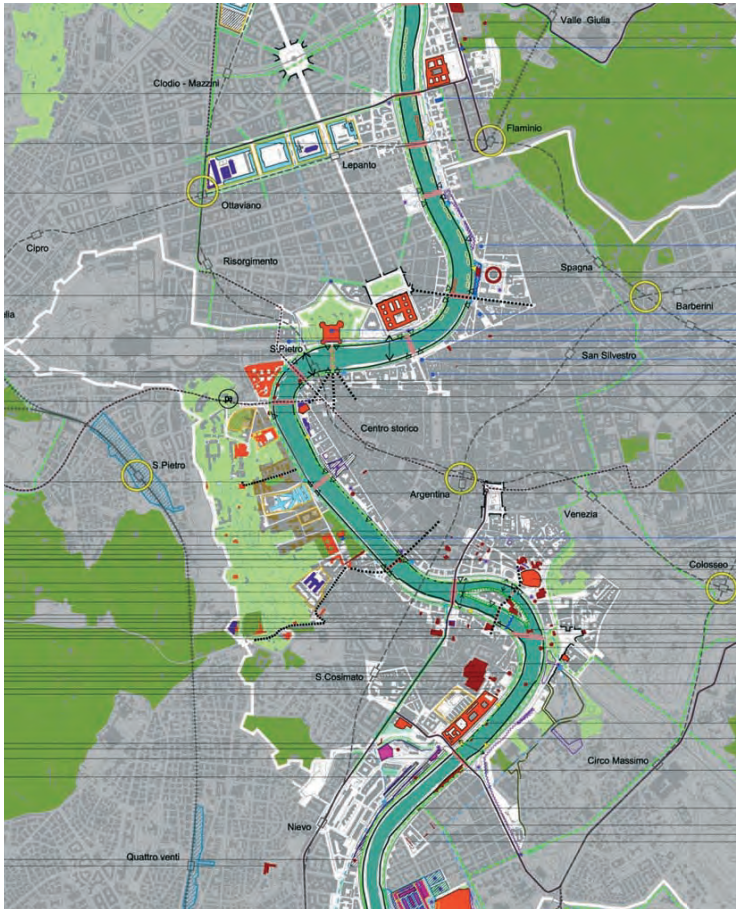 Valle Giulia
Clodio - Mazzini
Flaminio
Lepanto
Ottaviano
Cipro
Risorgimento
Spagna
Barberini
S.Pietro
San Silvestro
Centro storico
S.Pietro
Argentina
Venezia
Colosseo
S.Cosimato
Circo Massimo
Nievo
Quattro venti